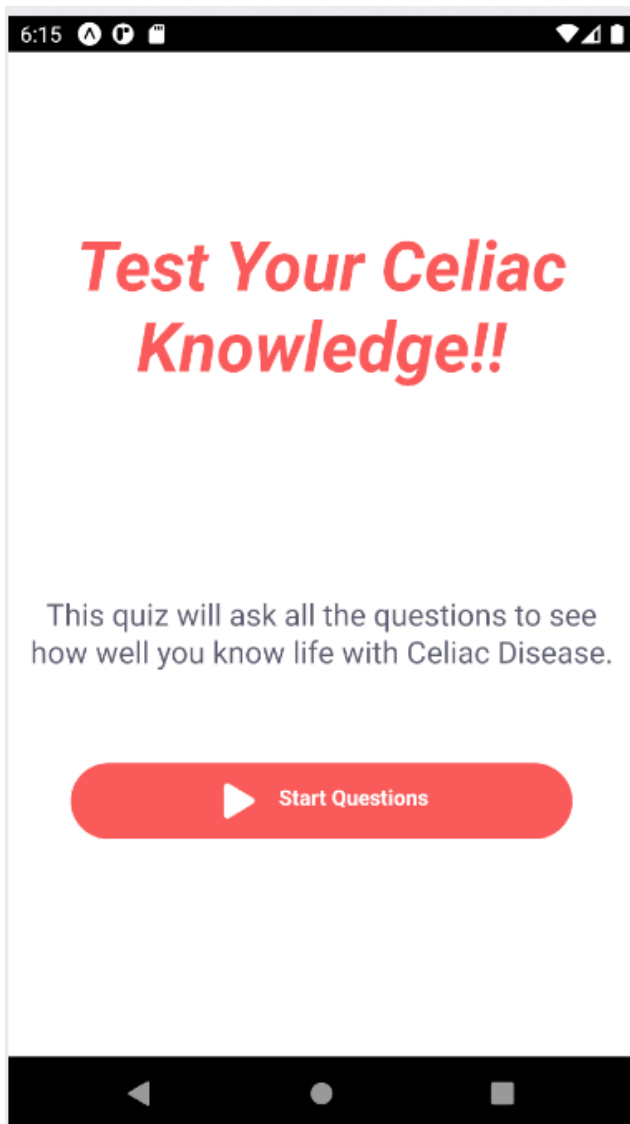 6:15
Test Your Celiac
Knowledge!!
This quiz will ask all the questions to see
how well you know life with Celiac Disease.
Start Questions